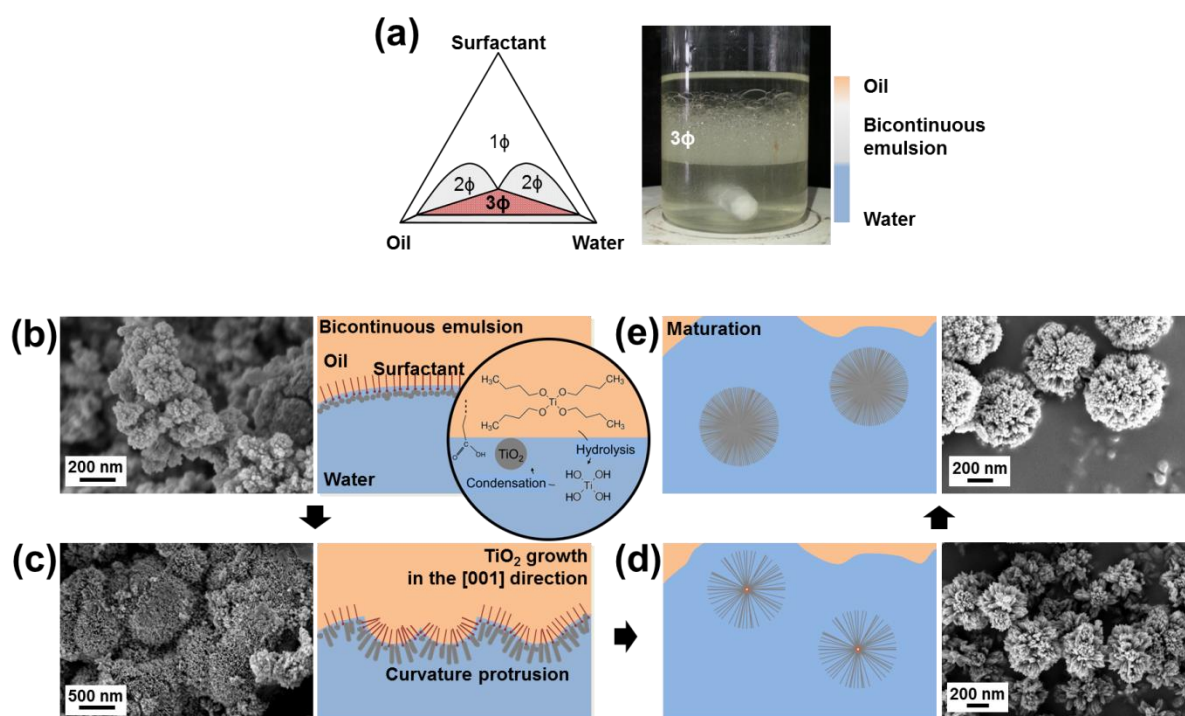 (a)
Surfactant
1ϕ
2ϕ
2ϕ
3ϕ
Oil
Water
3ϕ
Oil
Bicontinuous
emulsion
Water
(b)
200 nm
Bicontinuous emulsion
Oil
Surfactant
Water
H₃C
CH₃
O
O
Ti
O
O
H₃C
CH₃
C
O
OH
TiO₂
Hydrolysis
Condensation
HO
OH
Ti
HO
OH
(e)
Maturation
200 nm
(c)
500 nm
TiO₂ growth
in the [001] direction
Curvature protrusion
(d)
200 nm